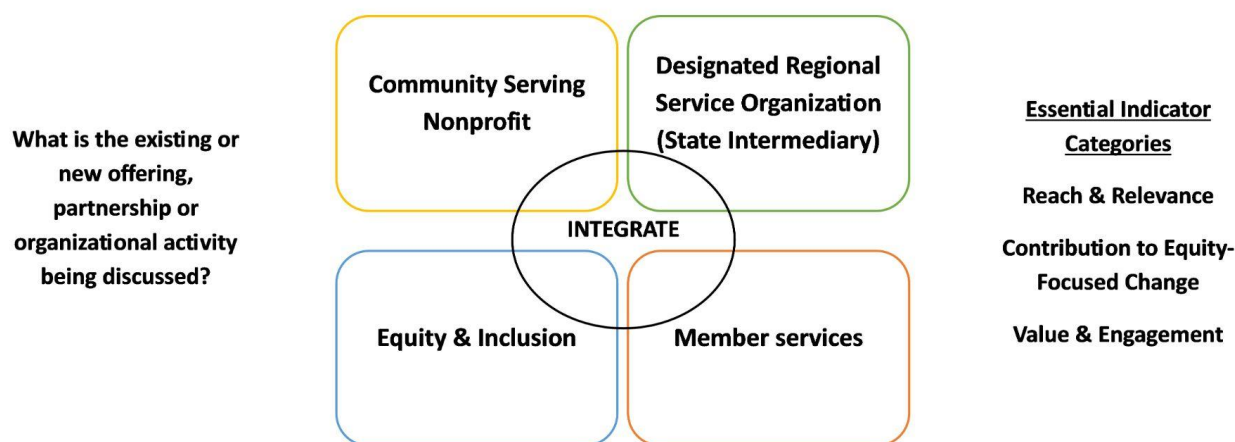 What is the existing or
new offering,
partnership or
organizational activity
being discussed?
Community Serving
Nonprofit
Designated Regional
Service Organization
(State Intermediary)
INTEGRATE
Equity & Inclusion
Member services
Essential Indicator
Categories
Reach & Relevance
Contribution to Equity-
Focused Change
Value & Engagement